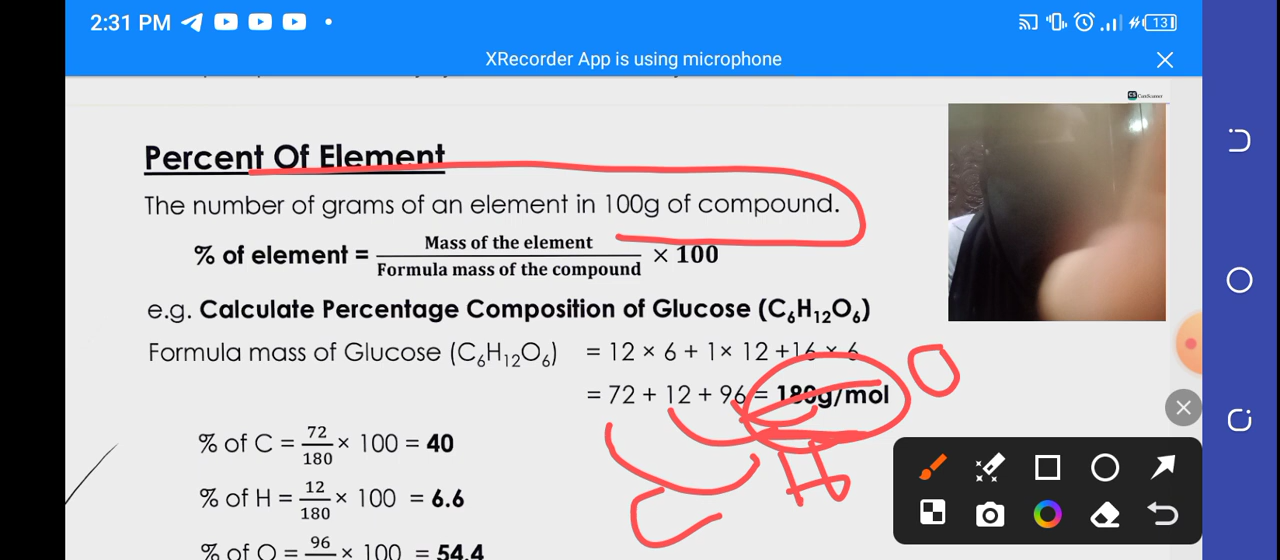 2:31 PM
13
XRecorder App is using microphone
CS CamScanner
Percent Of Element
The number of grams of an element in 100g of compound.
% of element = Mass of the element / Formula mass of the compound × 100
e.g. Calculate Percentage Composition of Glucose (C₆H₁₂O₆)
Formula mass of Glucose (C₆H₁₂O₆) = 12 × 6 + 1× 12 +16 × 6
= 72 + 12 + 96 = 180g/mol
O
% of C = 72/180 × 100 = 40
H
% of H = 12/180 × 100 = 6.6
C
% of O = 96 × 100 = 54.4